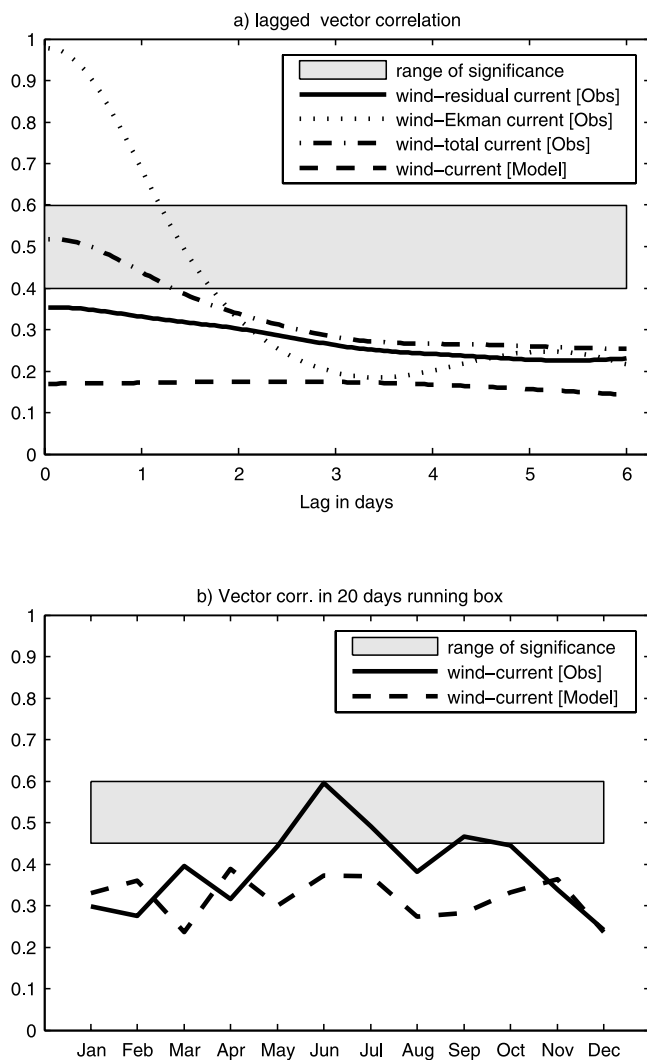 a) lagged vector correlation
1
0.9
0.8
0.7
0.6
0.5
0.4
0.3
0.2
0.1
0
range of significance
wind−residual current [Obs]
wind−Ekman current [Obs]
wind−total current [Obs]
wind−current [Model]
0 1 2 3 4 5 6
Lag in days
b) Vector corr. in 20 days running box
1
0.9
0.8
0.7
0.6
0.5
0.4
0.3
0.2
0.1
0
range of significance
wind−current [Obs]
wind−current [Model]
Jan Feb Mar Apr May Jun Jul Aug Sep Oct Nov Dec